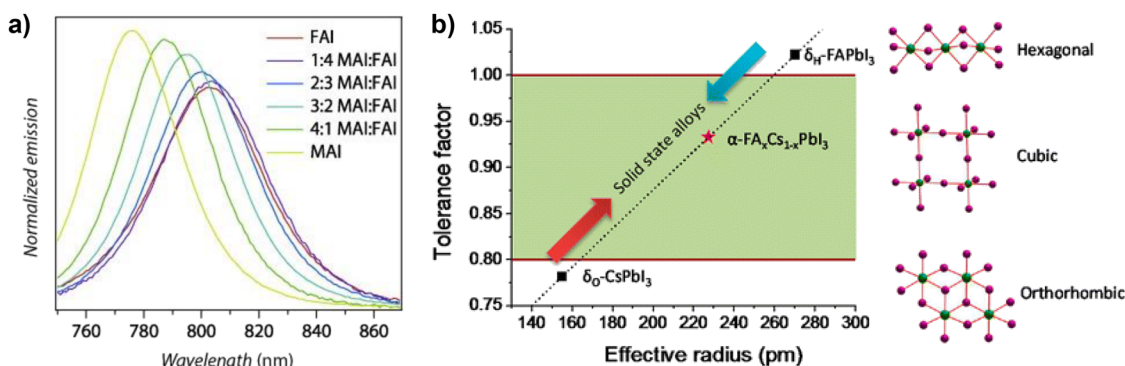 a)
Normalized emission
FAI
1:4 MAI:FAI
2:3 MAI:FAI
3:2 MAI:FAI
4:1 MAI:FAI
MAI
760 780 800 820 840 860
Wavelength (nm)
b)
Tolerance factor
1.05
1.00
0.95
0.90
0.85
0.80
0.75
δH-FAPbI3
Solid state alloys
α-FAxCs1-xPbI3
δO-CsPbI3
140 160 180 200 220 240 260 280 300
Effective radius (pm)
Hexagonal
Cubic
Orthorhombic